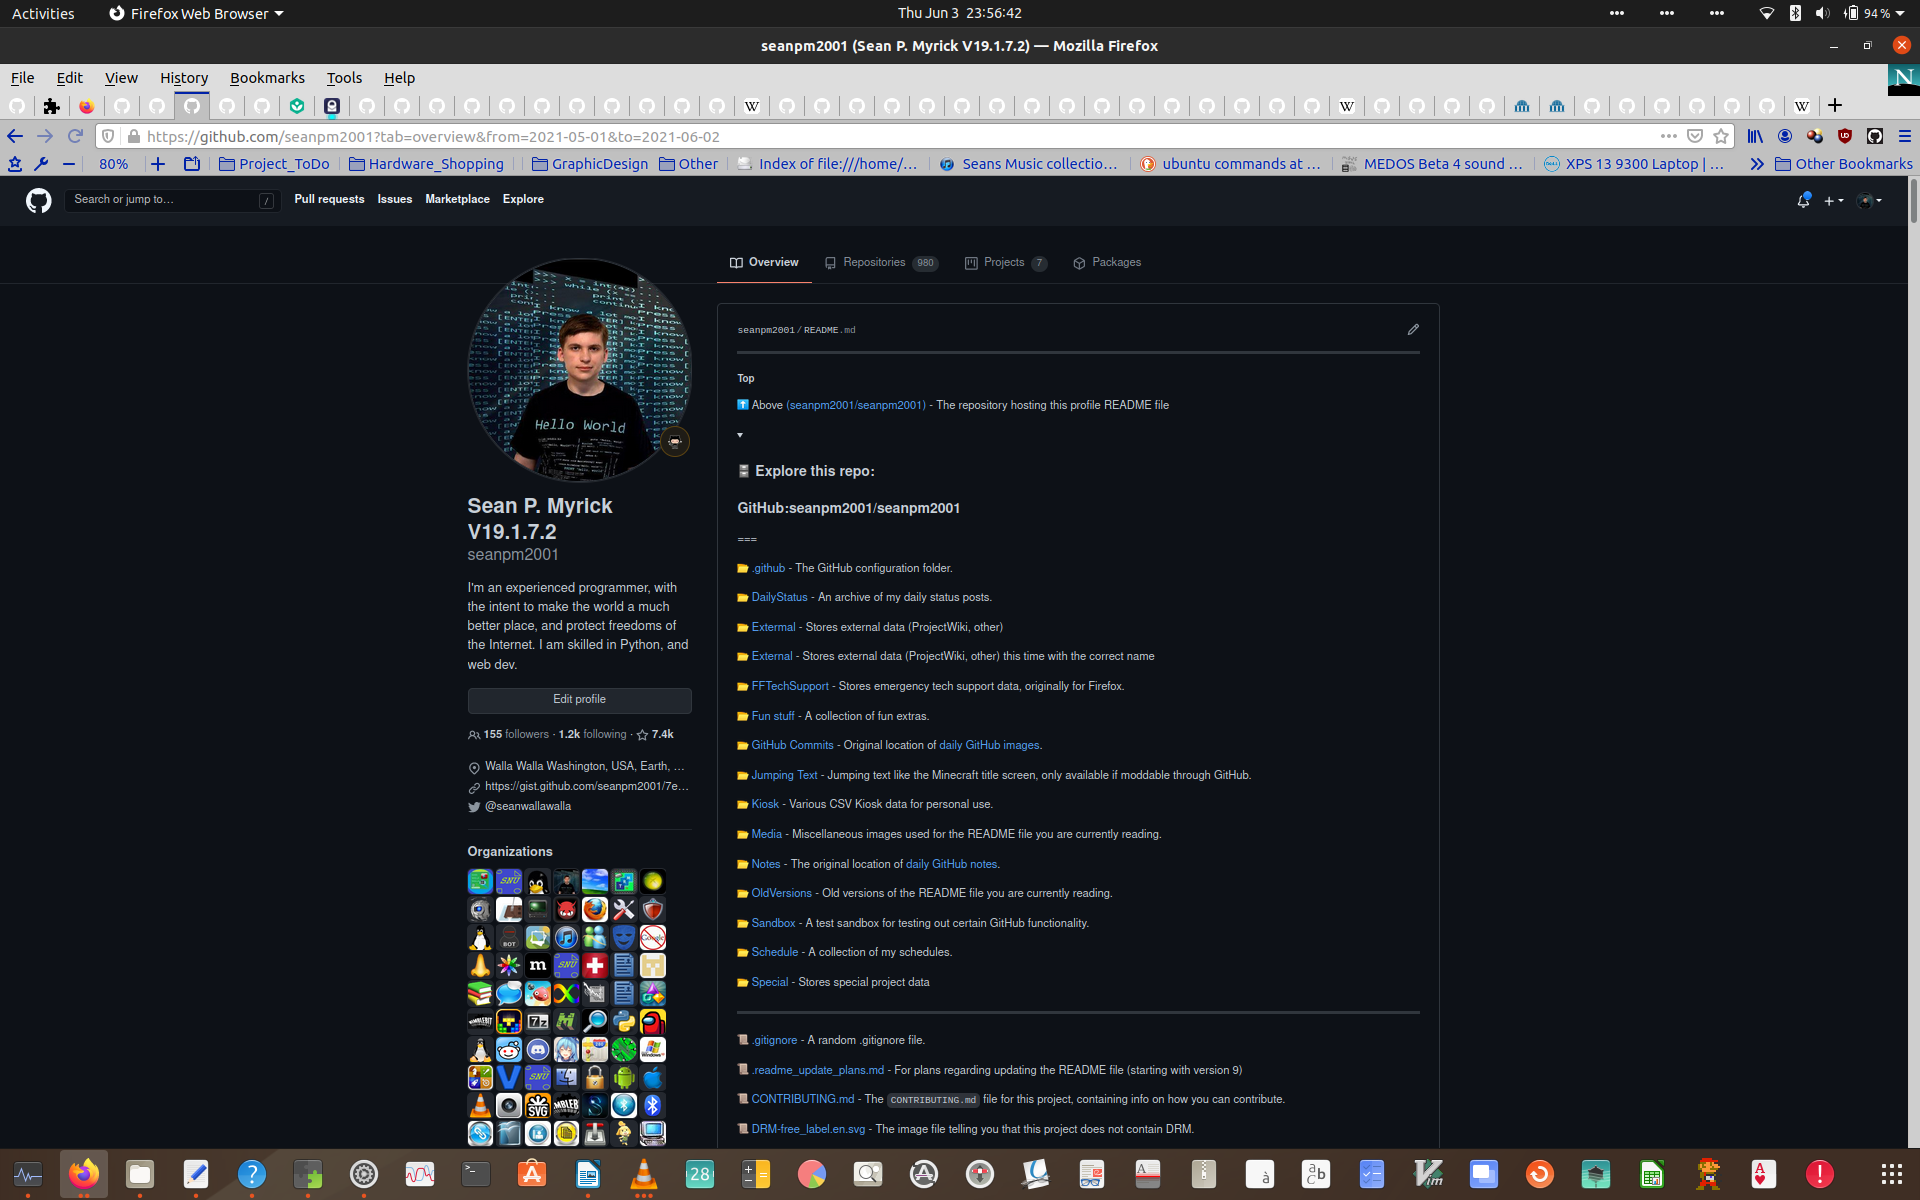 Activities
Firefox Web Browser
Thu Jun 3 23:56:42
94 %
seanpm2001 (Sean P. Myrick V19.1.7.2) — Mozilla Firefox
File Edit View History Bookmarks Tools Help
https://github.com/seanpm2001?tab=overview&from=2021-05-01&to=2021-06-02
80%
Project_ToDo
Hardware_Shopping
GraphicDesign
Other
Index of file:///home/…
Seans Music collectio…
ubuntu commands at …
MEDOS Beta 4 sound …
XPS 13 9300 Laptop | …
Other Bookmarks
Search or jump to… /
Pull requests Issues Marketplace Explore
Overview
Repositories 980
Projects 7
Packages
Hello World
Sean P. Myrick
V19.1.7.2
seanpm2001
I'm an experienced programmer, with
the intent to make the world a much
better place, and protect freedoms of
the Internet. I am skilled in Python, and
web dev.
Edit profile
155 followers · 1.2k following · 7.4k
Walla Walla Washington, USA, Earth, …
https://gist.github.com/seanpm2001/7e…
@seanwallawalla
Organizations
seanpm2001/README.md
Top
Above (seanpm2001/seanpm2001) - The repository hosting this profile README file
Explore this repo:
GitHub:seanpm2001/seanpm2001
===
.github - The GitHub configuration folder.
DailyStatus - An archive of my daily status posts.
Extermal - Stores external data (ProjectWiki, other)
External - Stores external data (ProjectWiki, other) this time with the correct name
FFTechSupport - Stores emergency tech support data, originally for Firefox.
Fun stuff - A collection of fun extras.
GitHub Commits - Original location of daily GitHub images.
Jumping Text - Jumping text like the Minecraft title screen, only available if moddable through GitHub.
Kiosk - Various CSV Kiosk data for personal use.
Media - Miscellaneous images used for the README file you are currently reading.
Notes - The original location of daily GitHub notes.
OldVersions - Old versions of the README file you are currently reading.
Sandbox - A test sandbox for testing out certain GitHub functionality.
Schedule - A collection of my schedules.
Special - Stores special project data
.gitignore - A random .gitignore file.
.readme_update_plans.md - For plans regarding updating the README file (starting with version 9)
CONTRIBUTING.md - The CONTRIBUTING.md file for this project, containing info on how you can contribute.
DRM-free_label.en.svg - The image file telling you that this project does not contain DRM.
28